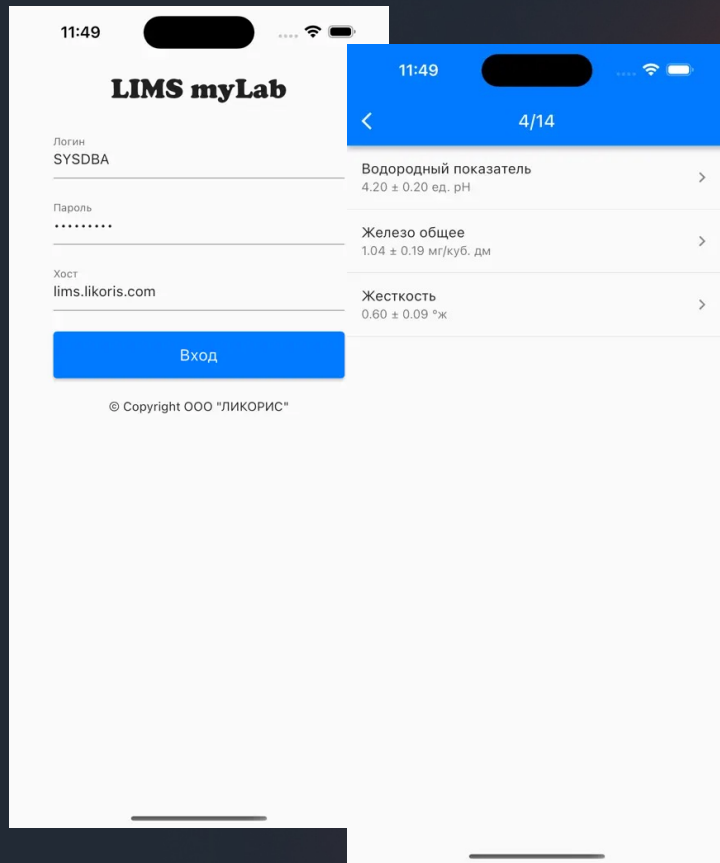 11:49
LIMS myLab
Логин
SYSDBA
Пароль
•••••••••
Хост
lims.likoris.com
Вход
© Copyright ООО "ЛИКОРИС"
11:49
4/14
Водородный показатель
4.20 ± 0.20 ед. pH
Железо общее
1.04 ± 0.19 мг/куб. дм
Жесткость
0.60 ± 0.09 °ж